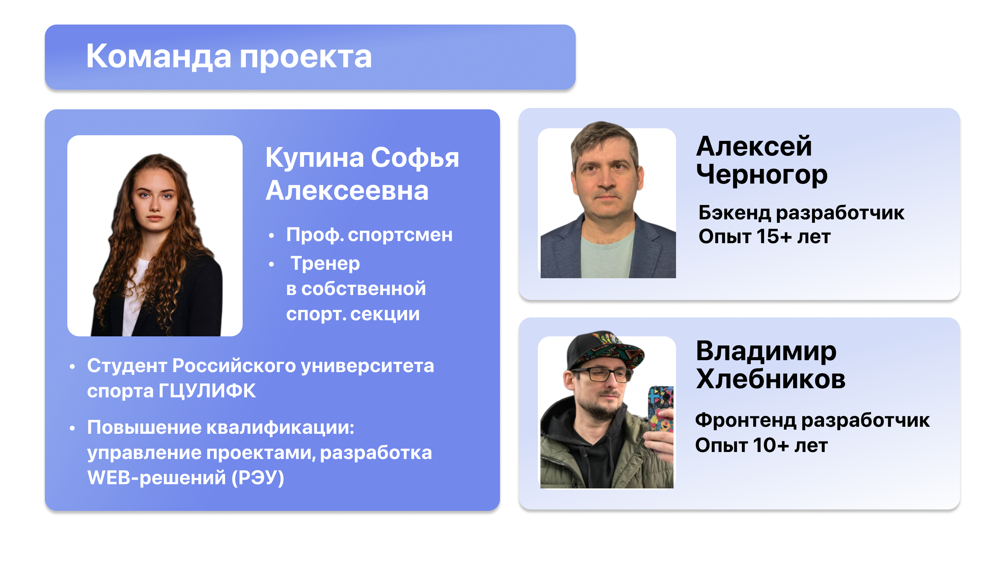 Команда проекта
Купина Софья
Алексеевна
• Проф. спортсмен
• Тренер
в собственной
спорт. секции
• Студент Российского университета
спорта ГЦУЛИФК
• Повышение квалификации:
управление проектами, разработка
WEB-решений (РЭУ)
Алексей
Черногор
Бэкенд разработчик
Опыт 15+ лет
Владимир
Хлебников
Фронтенд разработчик
Опыт 10+ лет